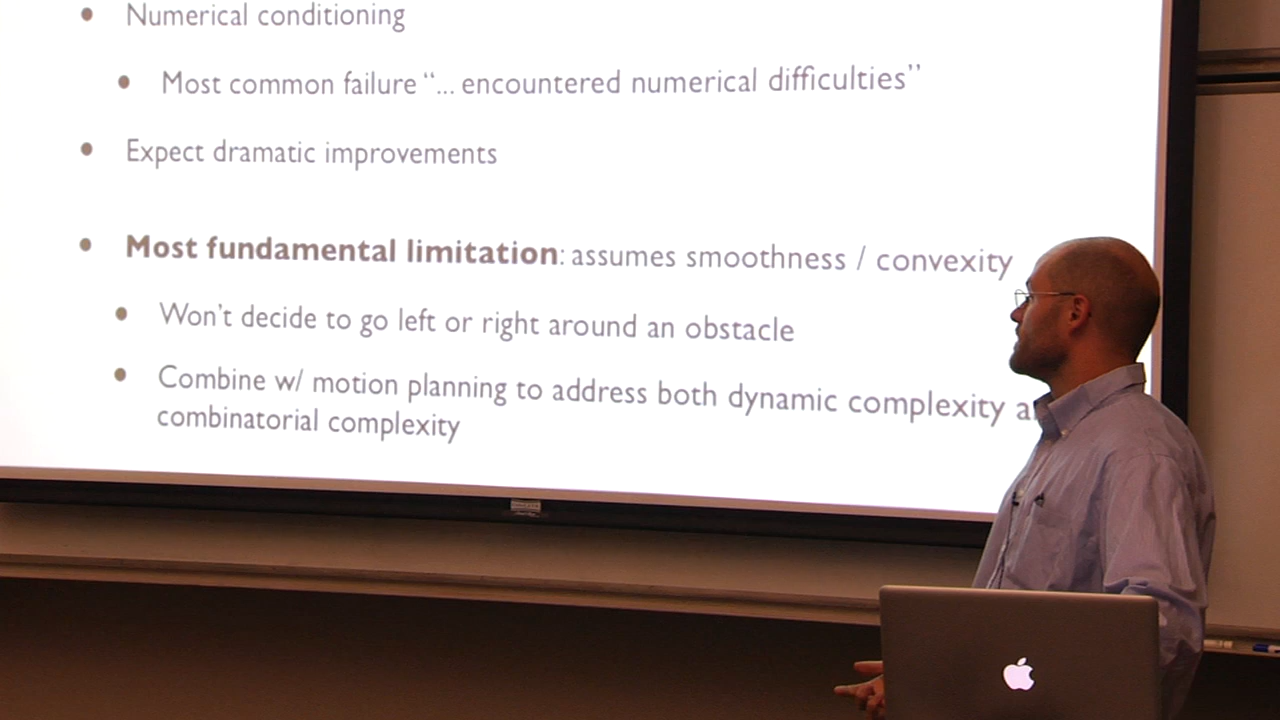 Numerical conditioning
Most common failure “... encountered numerical difficulties”
Expect dramatic improvements
Most fundamental limitation: assumes smoothness / convexity
Won't decide to go left or right around an obstacle
Combine w/ motion planning to address both dynamic complexity
combinatorial complexity